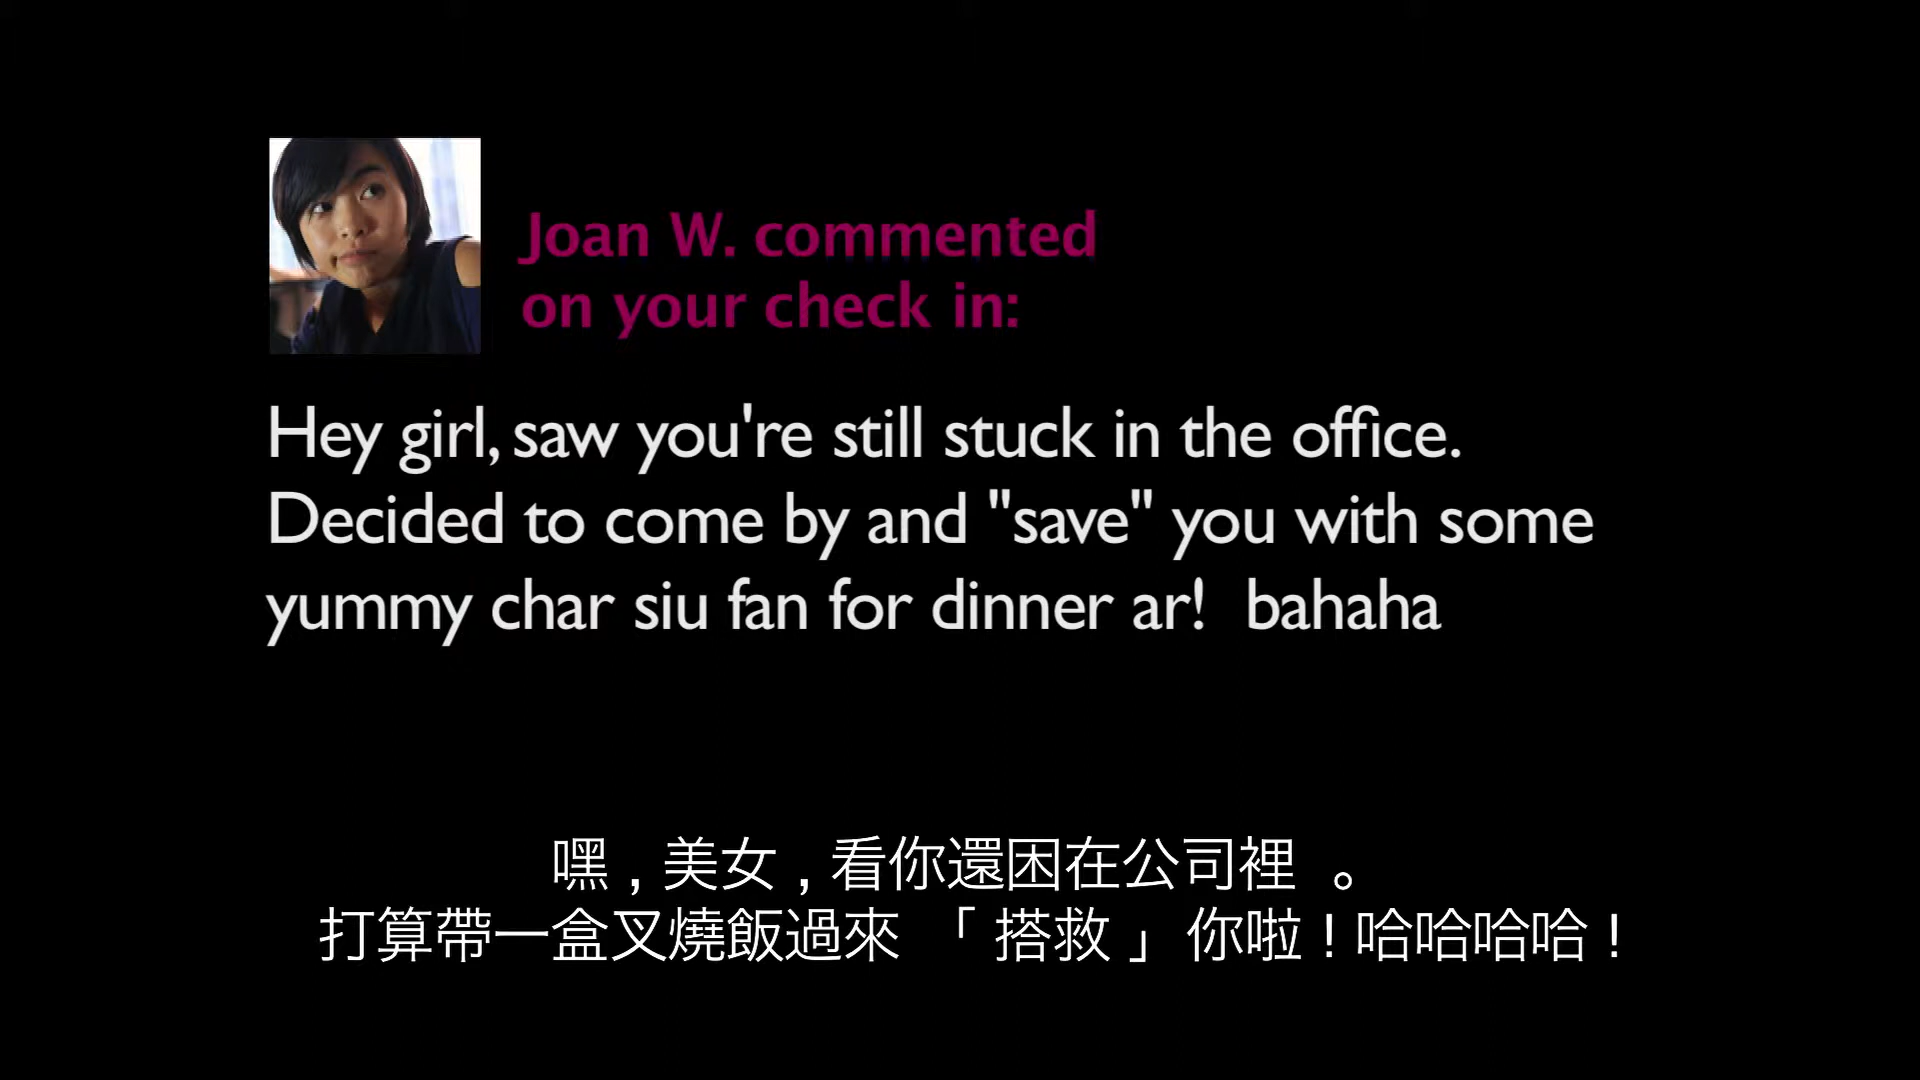 Joan W. commented
on your check in:
Hey girl, saw you're still stuck in the office.
Decided to come by and "save" you with some
yummy char siu fan for dinner ar!  bahaha
嘿，美女，看你還困在公司裡 。
打算帶一盒叉燒飯過來 「搭救」你啦！哈哈哈哈！